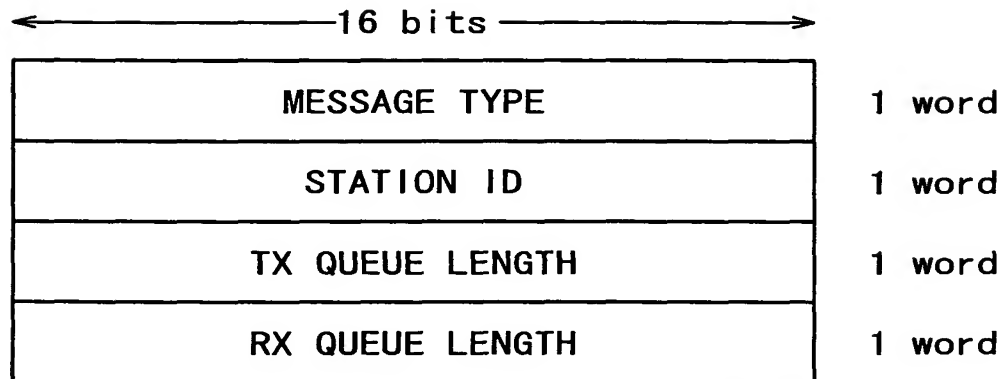 16 bits
MESSAGE TYPE 1 word
STATION ID 1 word
TX QUEUE LENGTH 1 word
RX QUEUE LENGTH 1 word